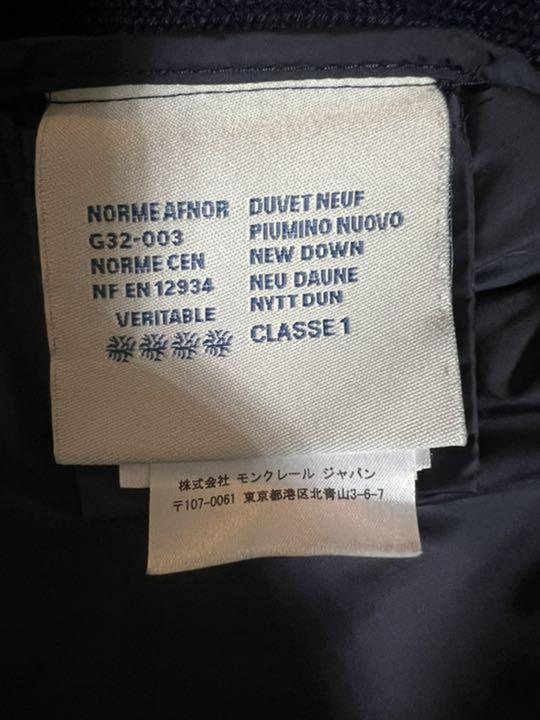 NORME AFNOR
G32-003
NORME CEN
NF EN 12934
VERITABLE
DUVET NEUF
PIUMINO NUOVO
NEW DOWN
NEU DAUNE
NYTT DUN
CLASSE 1
株式会社 モンクレール ジャパン
〒107-0061 東京都港区北青山3-6-7